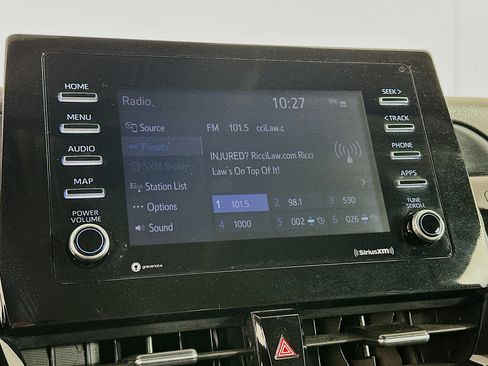 HOME
MENU
AUDIO
MAP
POWER
VOLUME
Radio
10:27
Source
Presets
SXM Replay
Station List
Options
Sound
FM 101.5 cciLaw.c
INJURED? RicciLaw.com Ricci
Law's On Top Of It!
1 101.5 2 98.1 3 530
4 1000 5 002 6 026
SEEK >
< TRACK
PHONE
APPS
TUNE
SCROLL
gracenote
SiriusXM